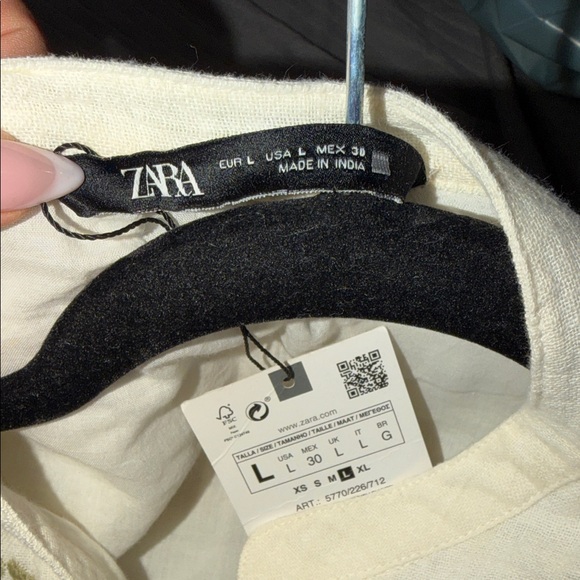 ZARA
EUR L USA L MEX 30
MADE IN INDIA
FSC
www.zara.com
TALLA / SIZE / TAMANHO / TAILLE / MAAT / ΜΕΓΕΘΟΣ
L
USA MEX UK IT BR
L 30 L L G
XS S M L XL
ART : 5770/226/712